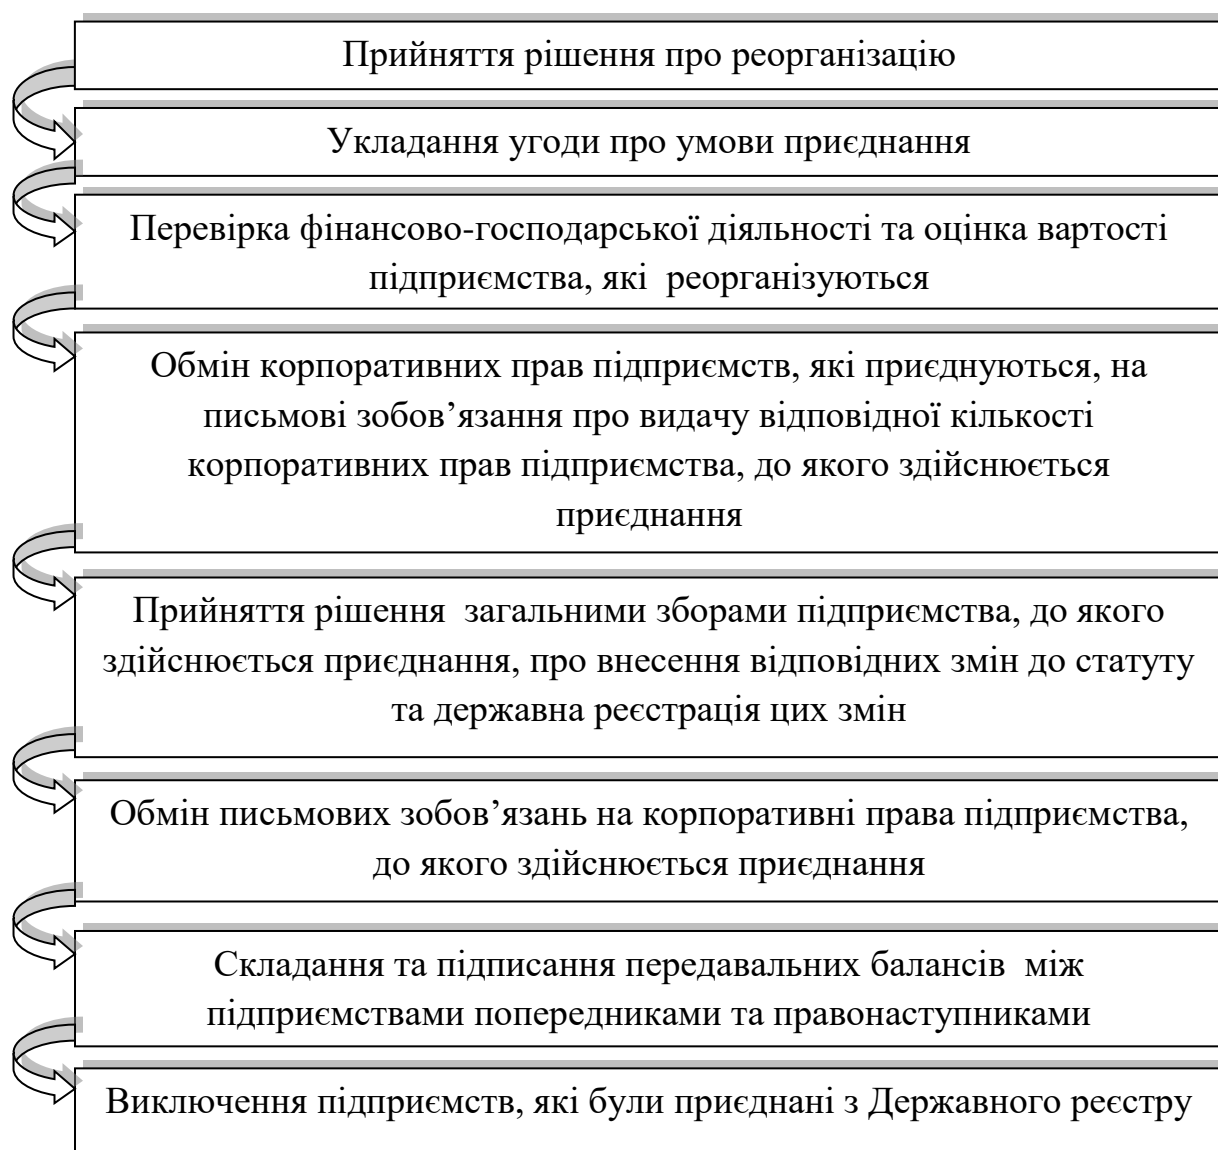 Прийняття рішення про реорганізацію
Укладання угоди про умови приєднання
Перевірка фінансово-господарської діяльності та оцінка вартості
підприємства, які реорганізуються
Обмін корпоративних прав підприємств, які приєднуються, на
письмові зобов’язання про видачу відповідної кількості
корпоративних прав підприємства, до якого здійснюється
приєднання
Прийняття рішення загальними зборами підприємства, до якого
здійснюється приєднання, про внесення відповідних змін до статуту
та державна реєстрація цих змін
Обмін письмових зобов’язань на корпоративні права підприємства,
до якого здійснюється приєднання
Складання та підписання передавальних балансів між
підприємствами попередниками та правонаступниками
Виключення підприємств, які були приєднані з Державного реєстру